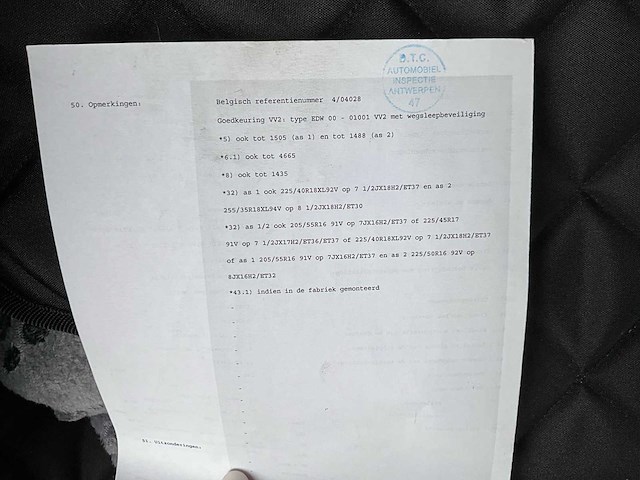 D.T.C.
AUTOMOBIEL
INSPECTIE
ANTWERPEN
47
50. Opmerkingen:
Belgisch referentienummer 4/04028
Goedkeuring VV2: type EDW 00 - 01001 VV2 met wegsleepbeveiliging
*5) ook tot 1505 (as 1) en tot 1488 (as 2)
*6.1) ook tot 4665
*8) ook tot 1435
*32) as 1 ook 225/40R18XL92V op 7 1/2JX18H2/ET37 en as 2
255/35R18XL94V op 8 1/2JX18H2/ET30
*32) as 1/2 ook 205/55R16 91V op 7JX16H2/ET37 of 225/45R17
91V op 7 1/2JX17H2/ET36/ET37 of 225/40R18XL92V op 7 1/2JX18H2/ET37
of as 1 205/55R16 91V op 7JX16H2/ET37 en as 2 225/50R16 92V op
8JX16H2/ET32
*43.1) indien in de fabriek gemonteerd
51. Uitzonderingen: